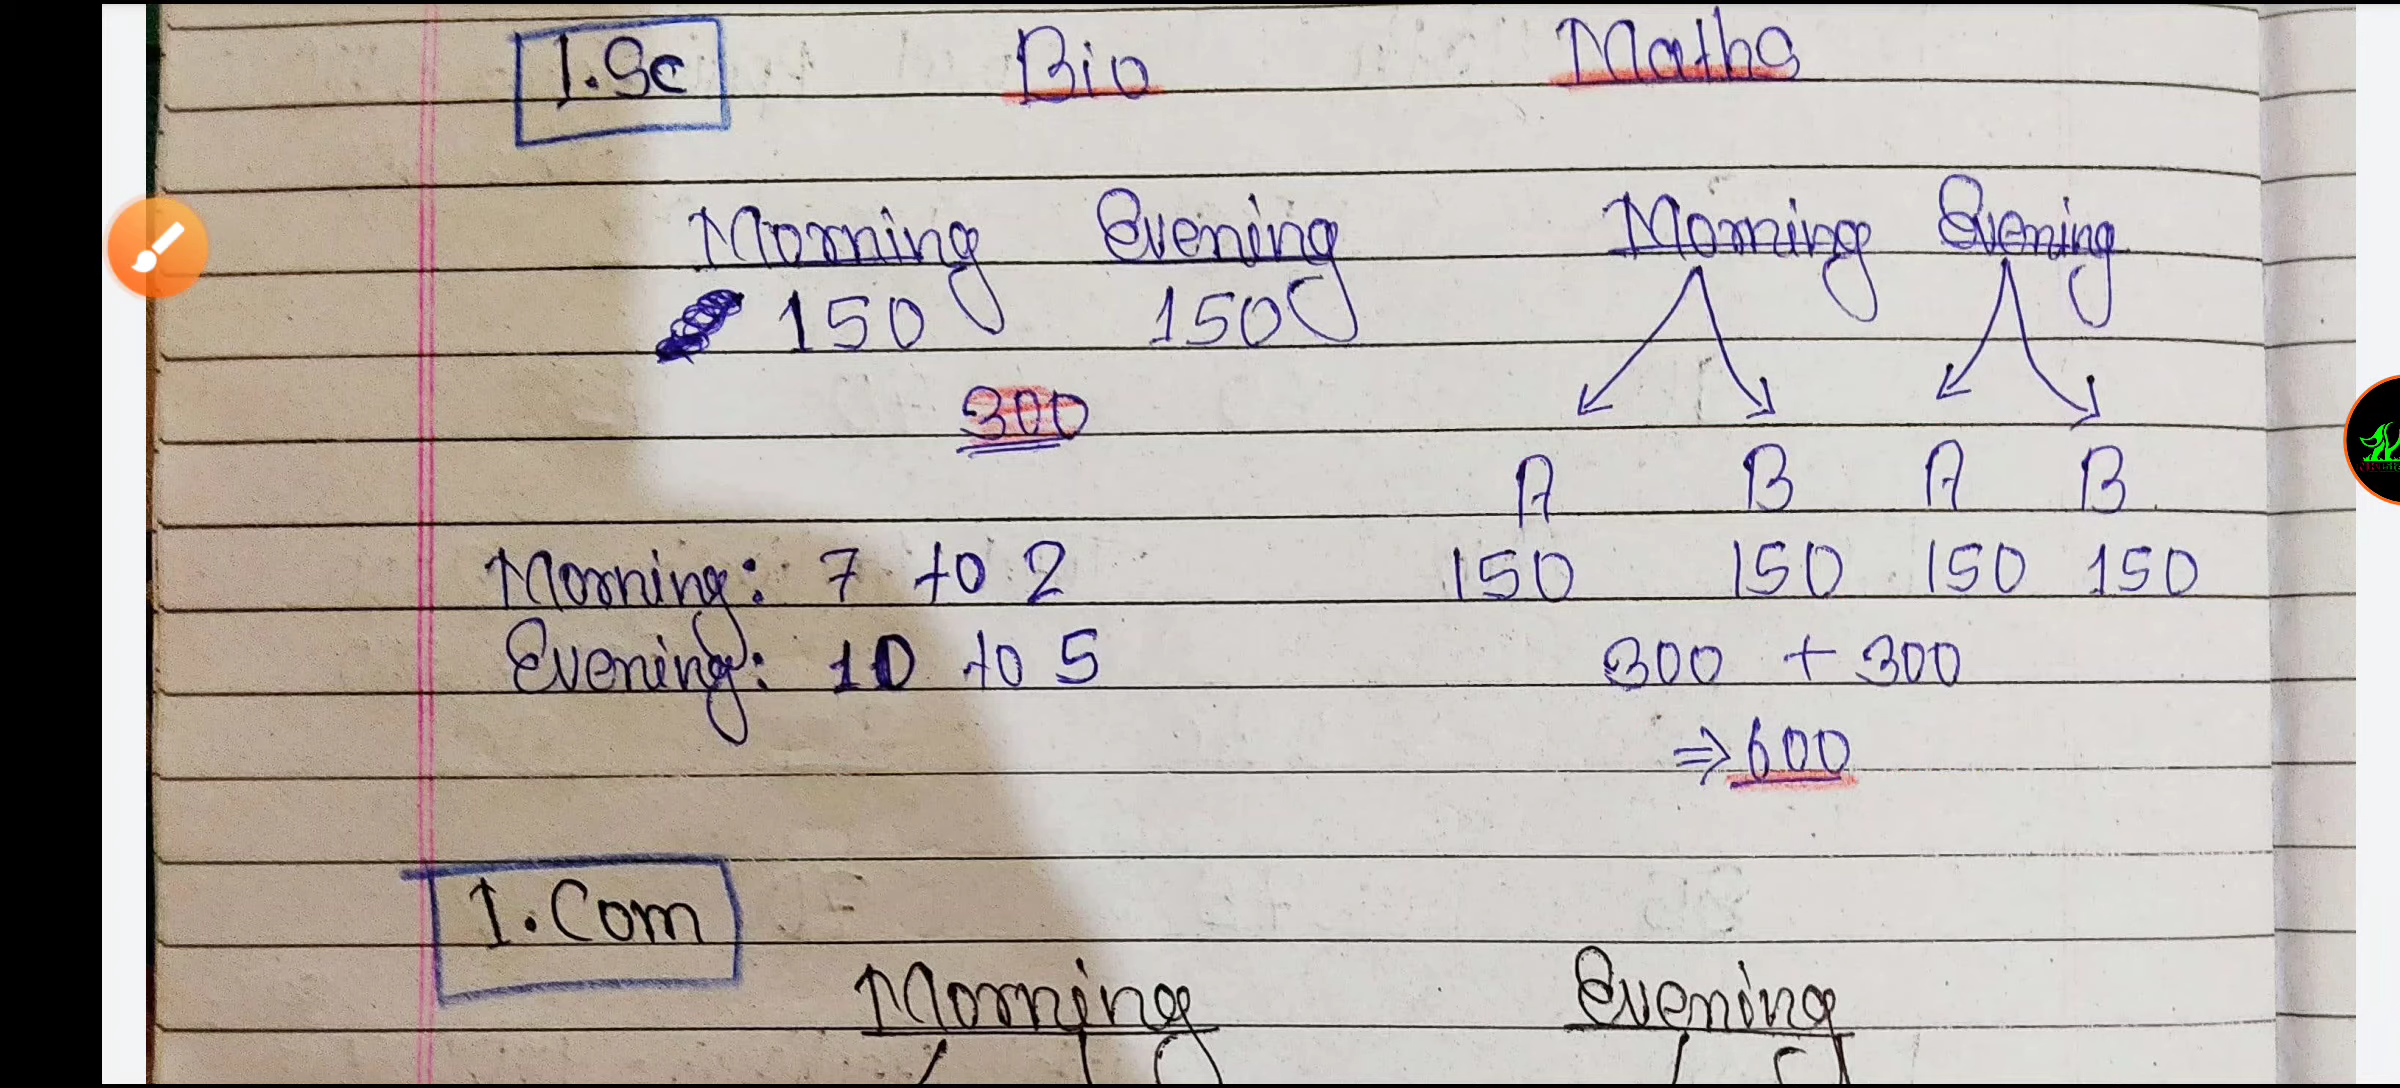 I.Sc Bio Maths
Morning Evening Morning Evening
150 150
300
A B A B
Morning: 7 to 2 150 150 150 150
Evening: 10 to 5 300 + 300
⇒ 600
I.Com
Morning Evening